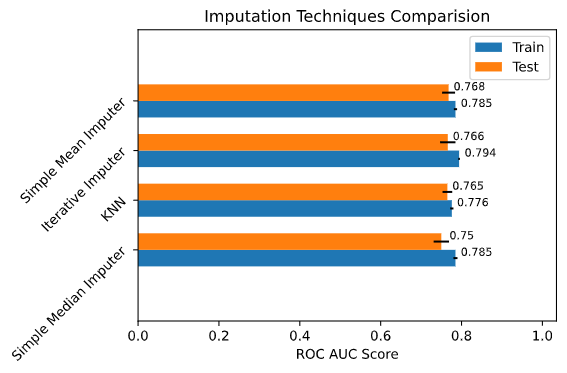 Imputation Techniques Comparision
Train
Test
Simple Mean Imputer
0.768
0.785
Iterative Imputer
0.766
0.794
KNN
0.765
0.776
Simple Median Imputer
0.75
0.785
0.0 0.2 0.4 0.6 0.8 1.0
ROC AUC Score